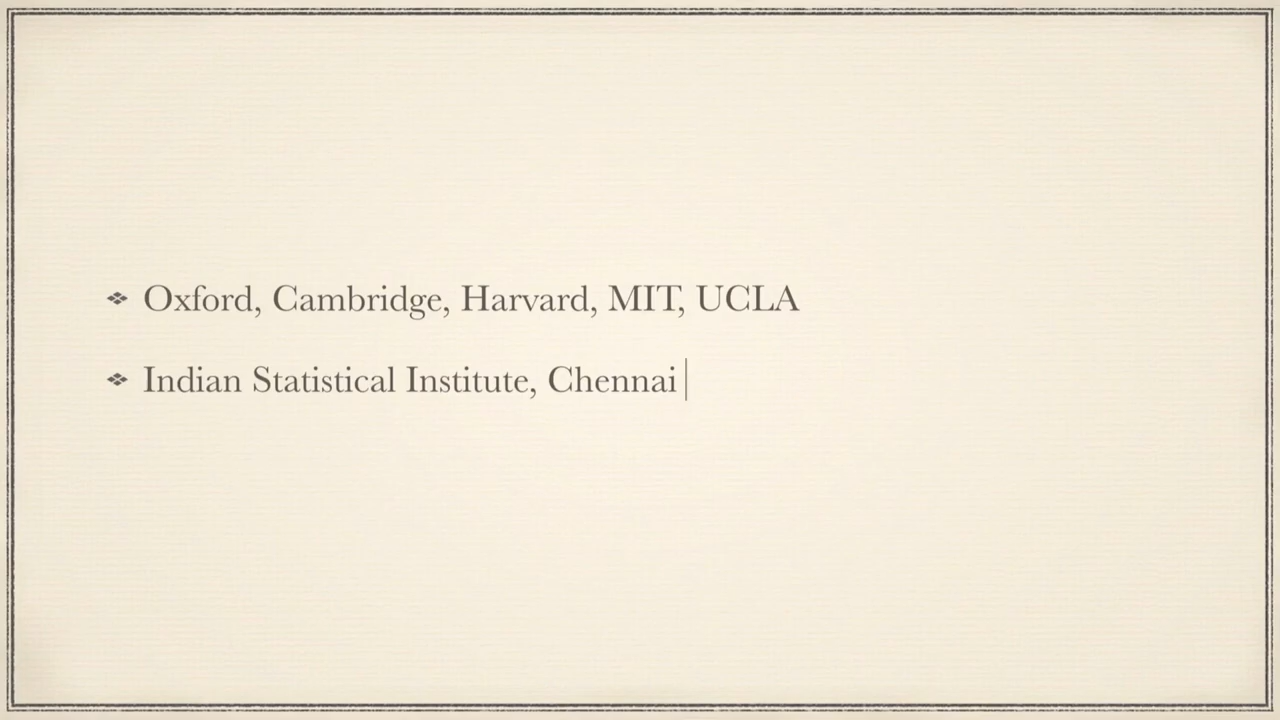 Oxford, Cambridge, Harvard, MIT, UCLA
Indian Statistical Institute, Chennai